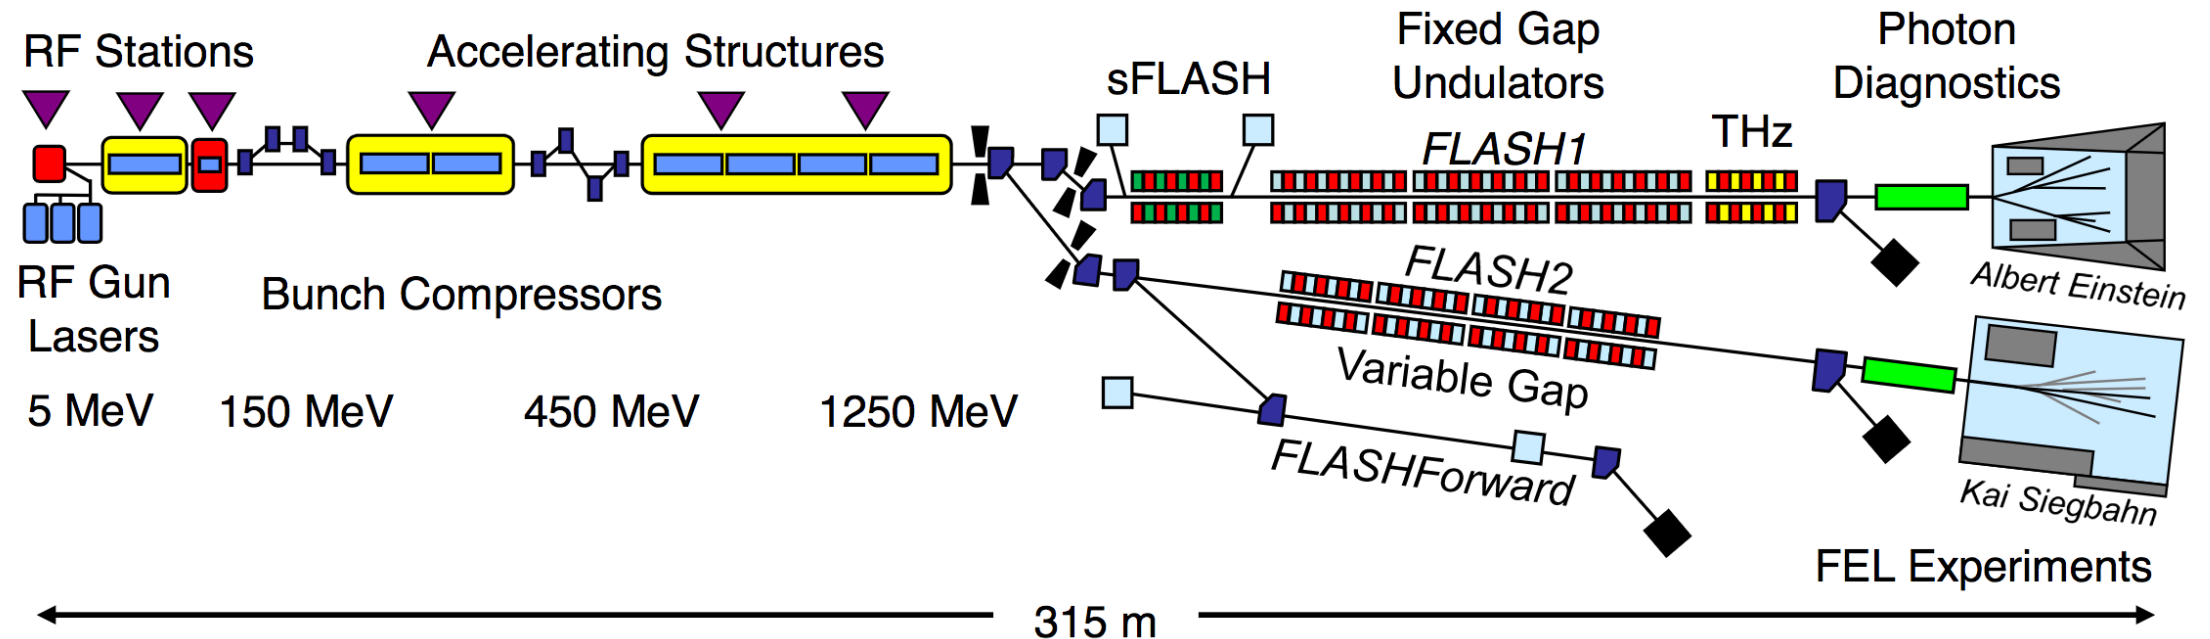 RF Stations
Accelerating Structures
sFLASH
Fixed Gap
Undulators
Photon
Diagnostics
FLASH1
THz
Albert Einstein
RF Gun
Lasers
Bunch Compressors
FLASH2
Variable Gap
5 MeV
150 MeV
450 MeV
1250 MeV
FLASHForward
Kai Siegbahn
FEL Experiments
315 m